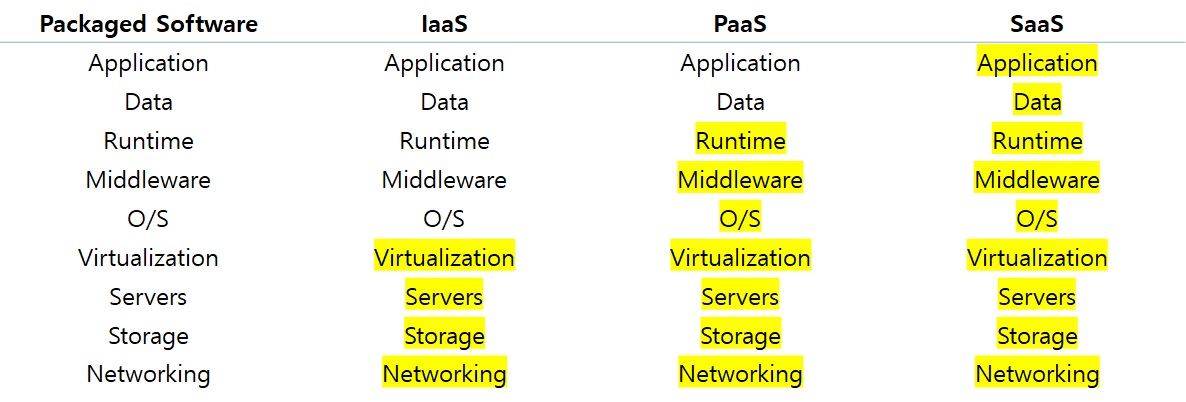 Packaged Software IaaS PaaS SaaS
Application Application Application Application
Data Data Data Data
Runtime Runtime Runtime Runtime
Middleware Middleware Middleware Middleware
O/S O/S O/S O/S
Virtualization Virtualization Virtualization Virtualization
Servers Servers Servers Servers
Storage Storage Storage Storage
Networking Networking Networking Networking